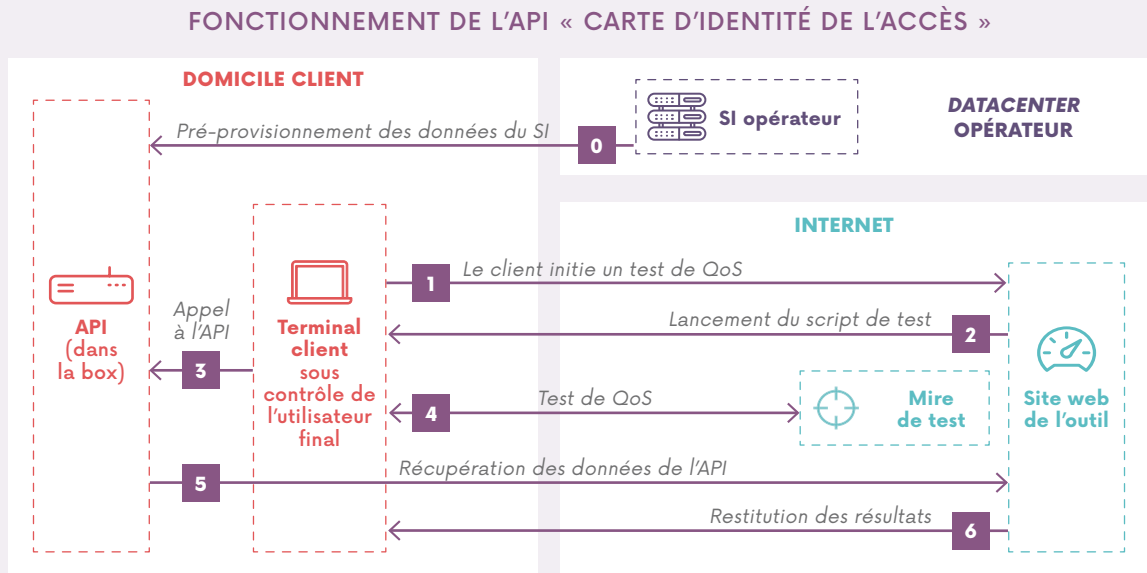 FONCTIONNEMENT DE L'API « CARTE D'IDENTITÉ DE L'ACCÈS »
DOMICILE CLIENT
SI opérateur
DATACENTER
OPÉRATEUR
Pré-provisionnement des données du SI
0
INTERNET
1
Le client initie un test de QoS
Lancement du script de test
2
Appel
à l'API
3
API
(dans
la box)
Terminal
client
sous
contrôle de
l'utilisateur
final
4
Test de QoS
Mire
de test
Site web
de l'outil
5
Récupération des données de l'API
Restitution des résultats
6